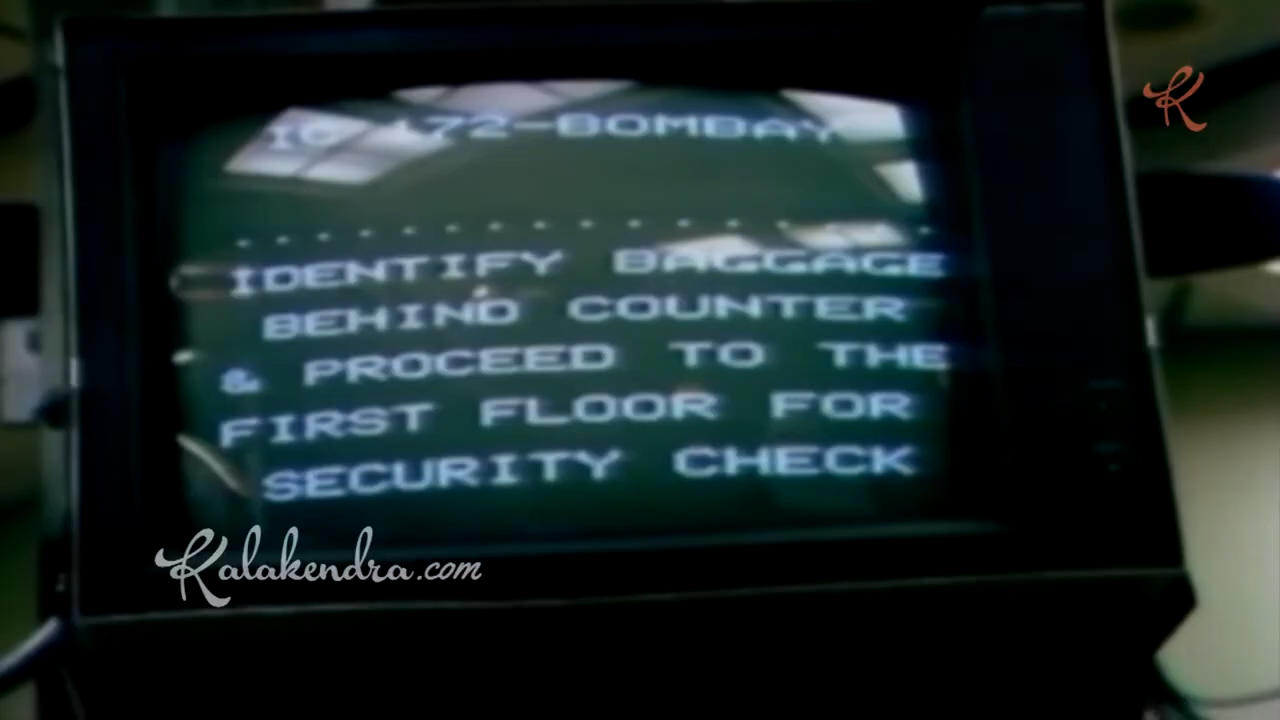 IC 172-BOMBAY
IDENTIFY BAGGAGE
BEHIND COUNTER
& PROCEED TO THE
FIRST FLOOR FOR
SECURITY CHECK
Kalakendra.com
K